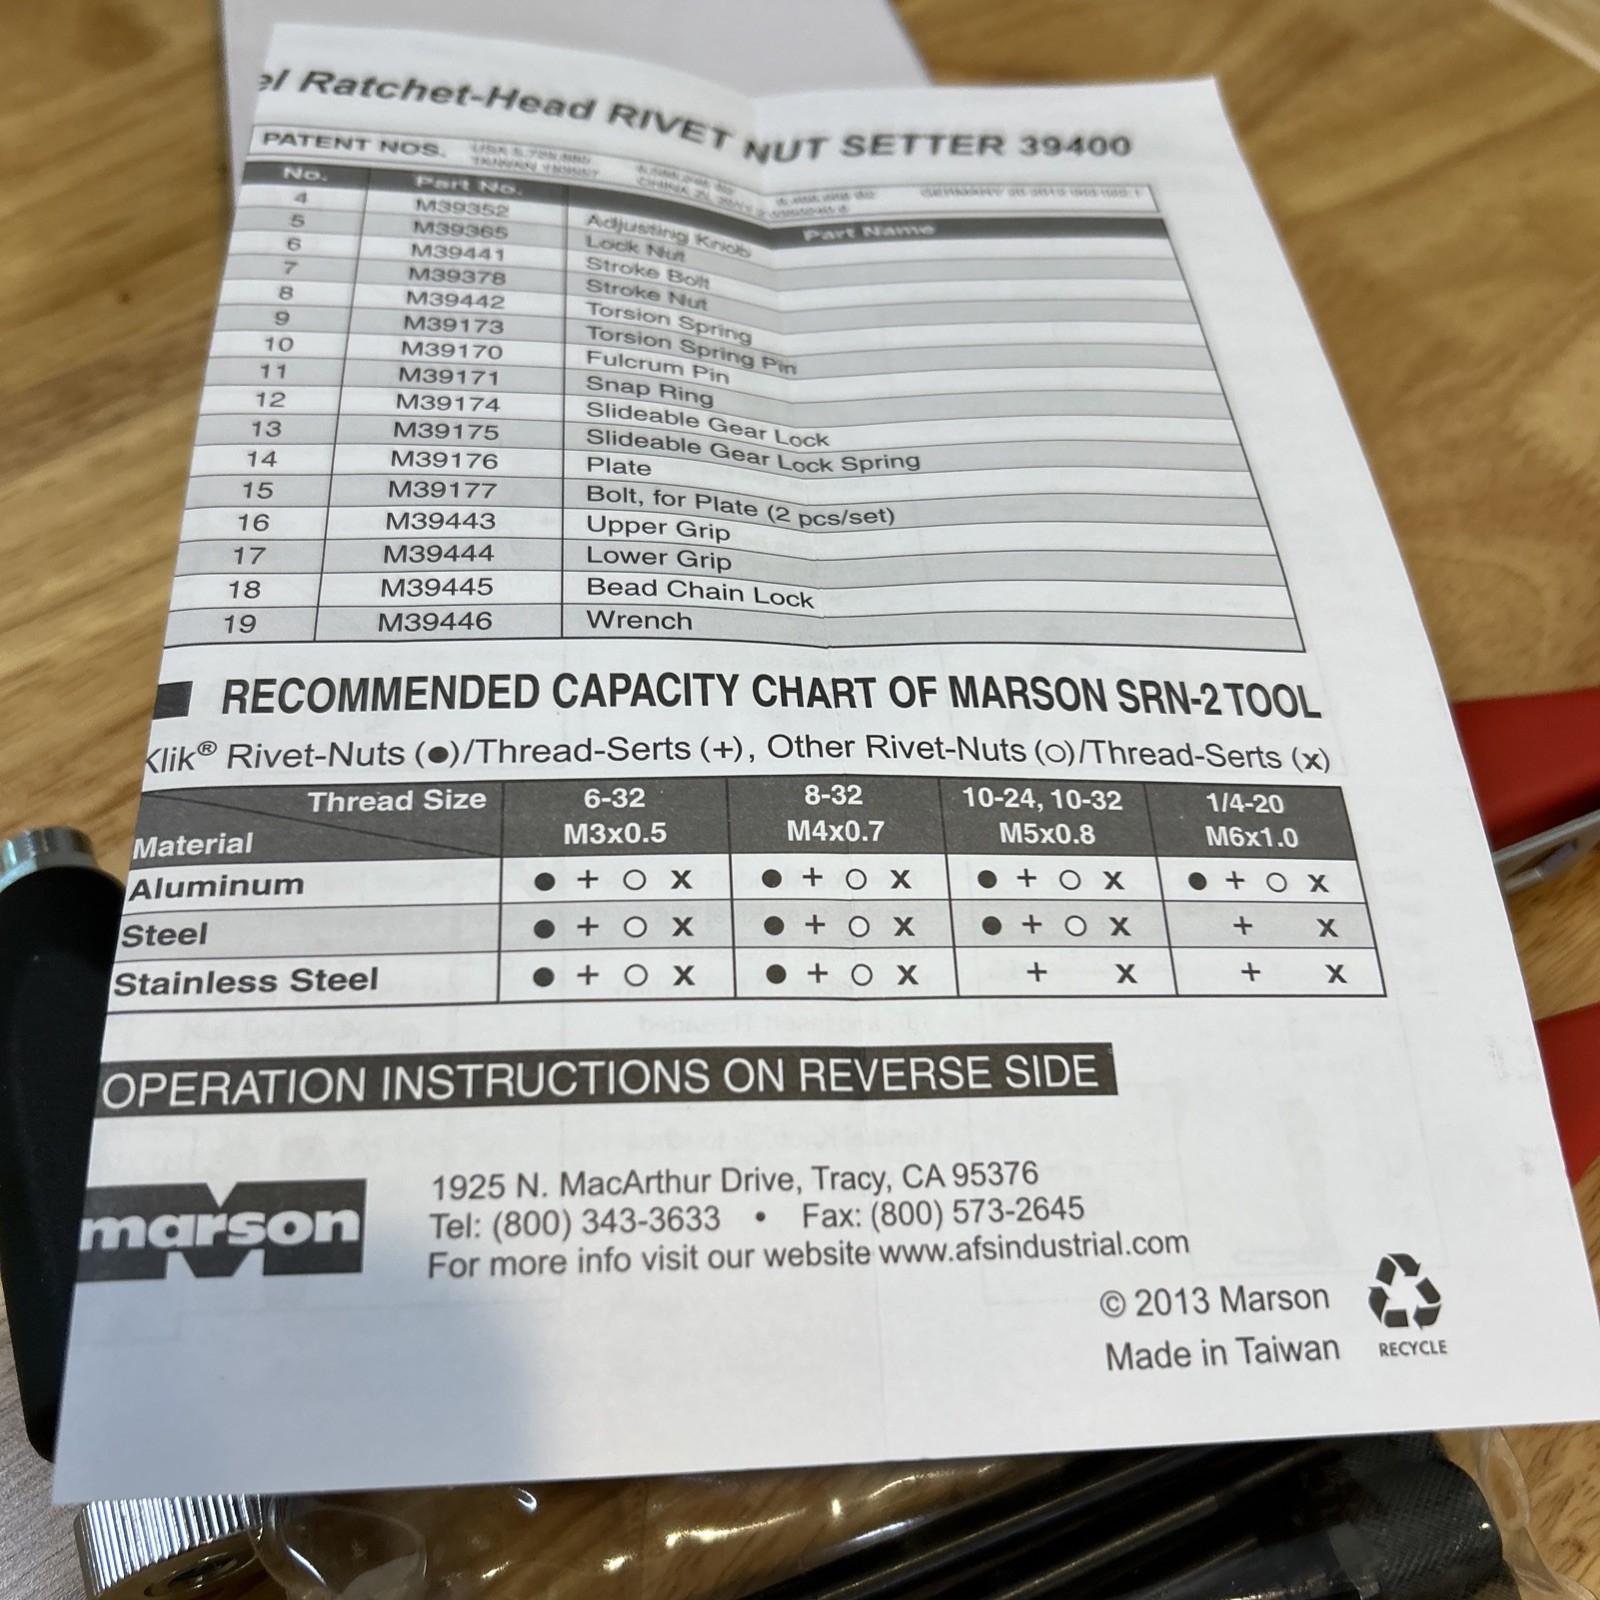 el Ratchet-Head RIVET NUT SETTER 39400
PATENT NOS.
No. Part No. Part Name
4 M39352 Adjusting Knob
5 M39365 Lock Nut
6 M39441 Stroke Bolt
7 M39378 Stroke Nut
8 M39442 Torsion Spring
9 M39173 Torsion Spring Pin
10 M39170 Fulcrum Pin
11 M39171 Snap Ring
12 M39174 Slideable Gear Lock
13 M39175 Slideable Gear Lock Spring
14 M39176 Plate
15 M39177 Bolt, for Plate (2 pcs/set)
16 M39443 Upper Grip
17 M39444 Lower Grip
18 M39445 Bead Chain Lock
19 M39446 Wrench
■ RECOMMENDED CAPACITY CHART OF MARSON SRN-2 TOOL
Klik® Rivet-Nuts (●)/Thread-Serts (+), Other Rivet-Nuts (○)/Thread-Serts (x)
Thread Size 6-32 8-32 10-24, 10-32 1/4-20
Material M3x0.5 M4x0.7 M5x0.8 M6x1.0
Aluminum ● + ○ X ● + ○ X ● + ○ X ● + ○ X
Steel ● + ○ X ● + ○ X ● + ○ X + X
Stainless Steel ● + ○ X ● + ○ X + X + X
OPERATION INSTRUCTIONS ON REVERSE SIDE
marson
1925 N. MacArthur Drive, Tracy, CA 95376
Tel: (800) 343-3633 • Fax: (800) 573-2645
For more info visit our website www.afsindustrial.com
© 2013 Marson
Made in Taiwan
RECYCLE